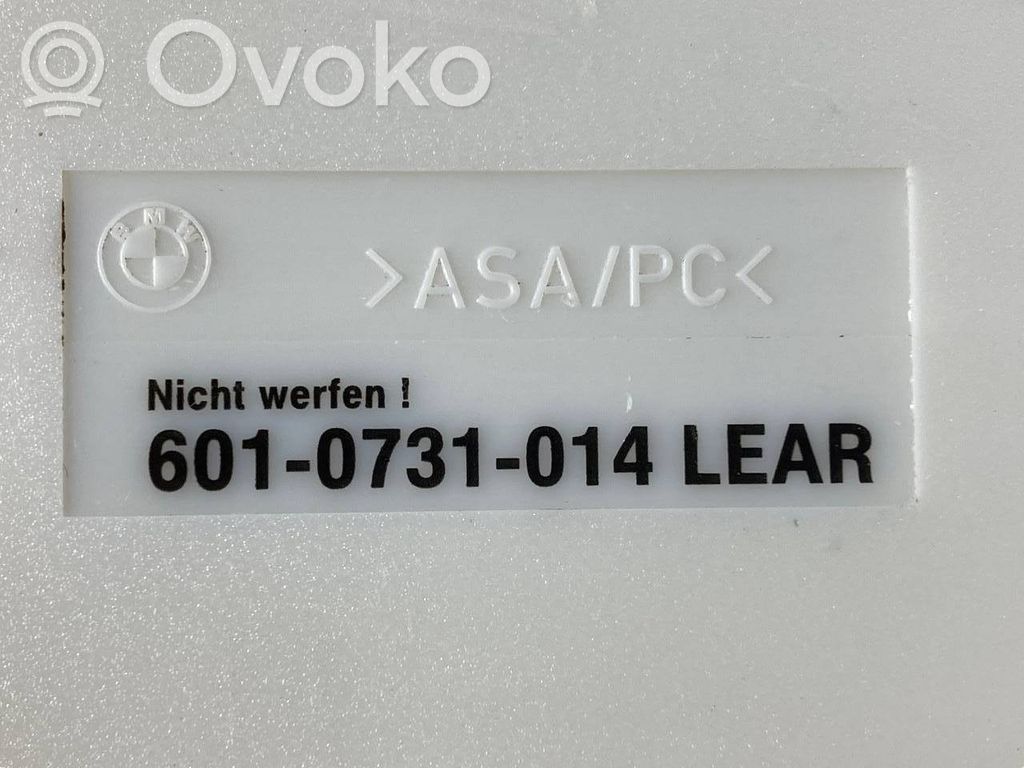 Ovoko
BMW
>ASA/PC<
Nicht werfen !
601-0731-014 LEAR